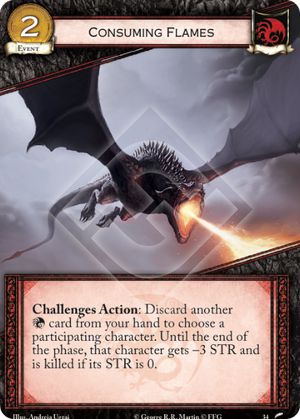 2
CONSUMING FLAMES
EVENT
Challenges Action: Discard another
card from your hand to choose a
participating character. Until the end of
the phase, that character gets –3 STR and
is killed if its STR is 0.
Illus. Andreia Ugrai © George R.R. Martin © FFG 14